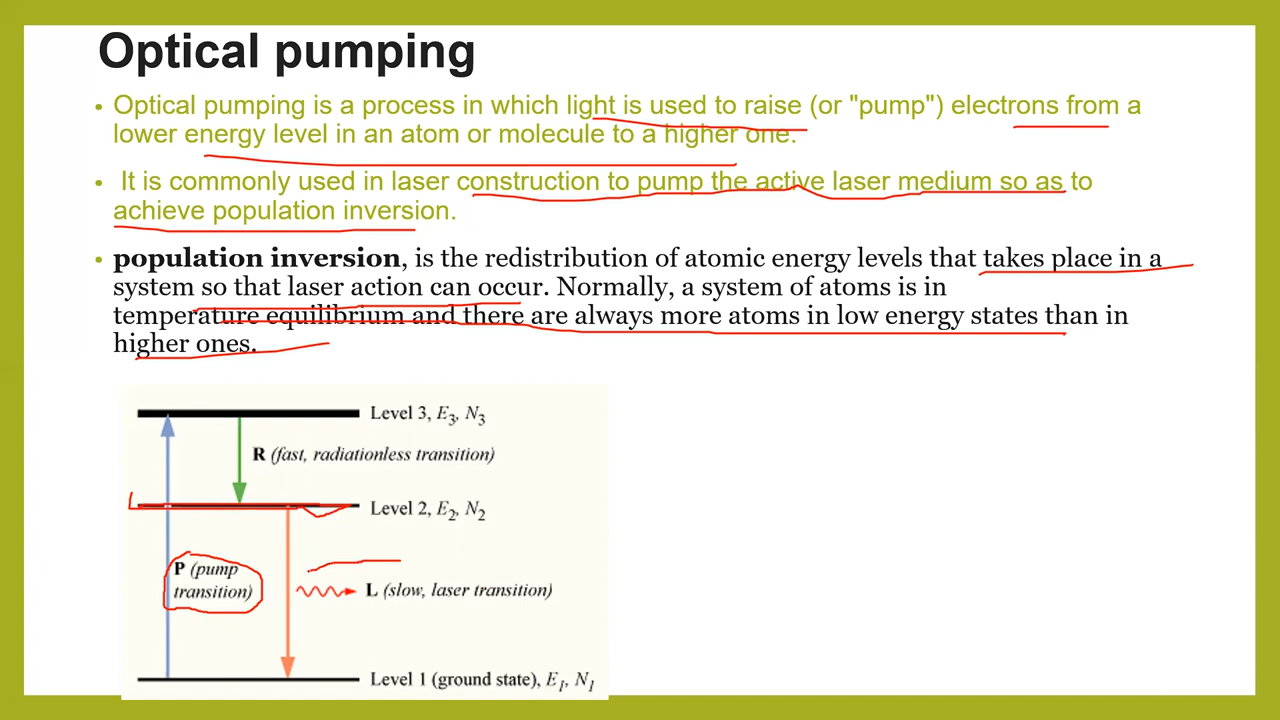 Optical pumping
• Optical pumping is a process in which light is used to raise (or "pump") electrons from a
lower energy level in an atom or molecule to a higher one.
• It is commonly used in laser construction to pump the active laser medium so as to
achieve population inversion.
• population inversion, is the redistribution of atomic energy levels that takes place in a
system so that laser action can occur. Normally, a system of atoms is in
temperature equilibrium and there are always more atoms in low energy states than in
higher ones.
Level 3, E3, N3
R (fast, radiationless transition)
Level 2, E2, N2
P (pump
transition)
L (slow, laser transition)
Level 1 (ground state), E1, N1